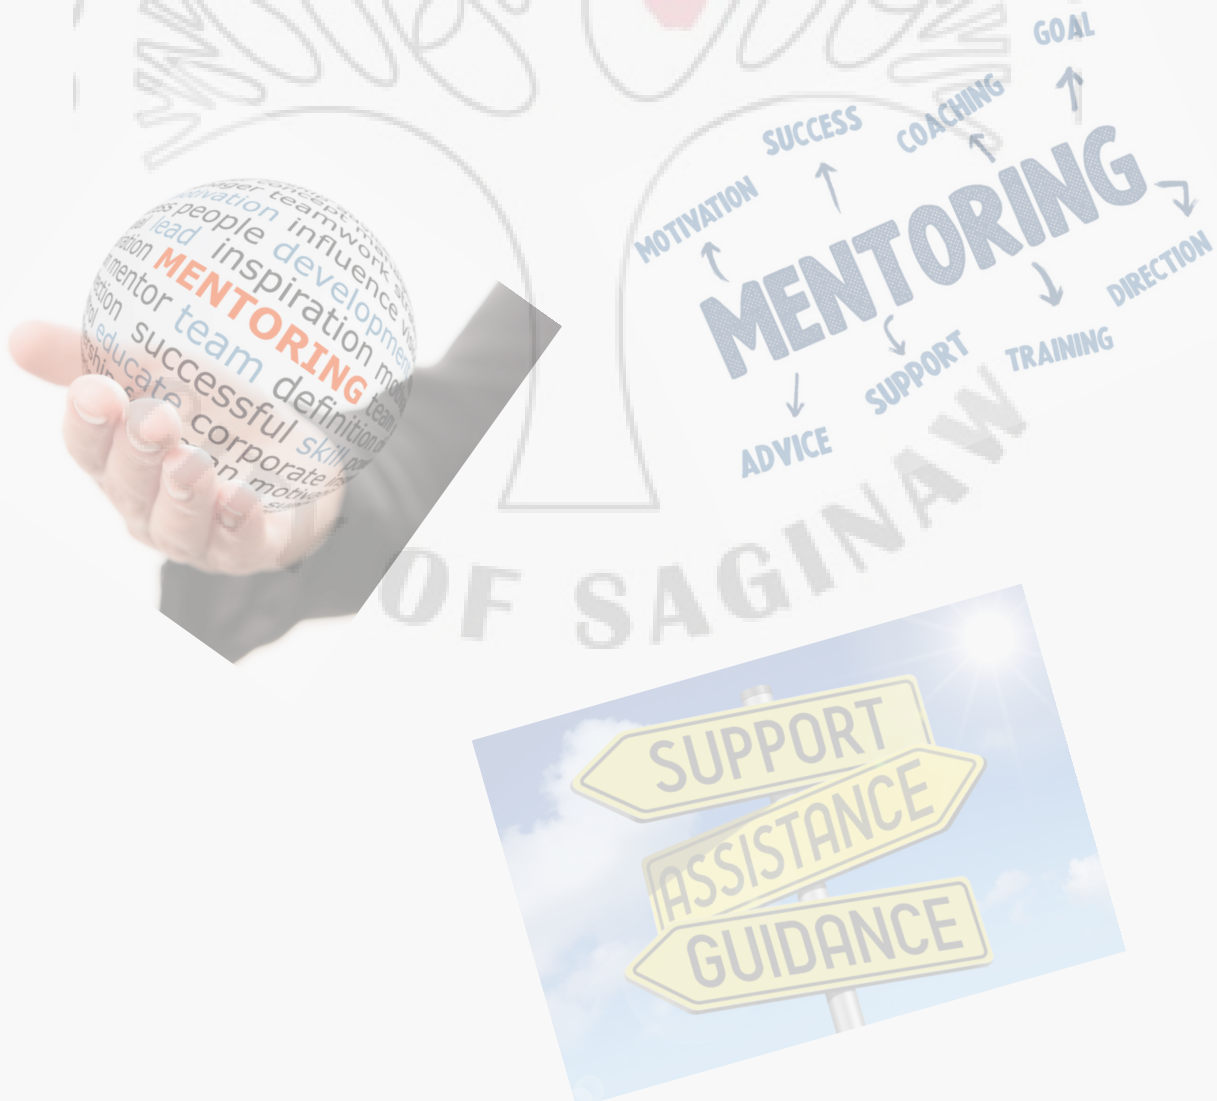 GOAL
COACHING
SUCCESS
MOTIVATION
MENTORING
DIRECTION
TRAINING
SUPPORT
ADVICE
concept
teamwork
people
influence
lead
inspiration
development
MENTORING
mentor
team
successful
definition
educate
corporate
skill
OF SAGINAW
SUPPORT
ASSISTANCE
GUIDANCE